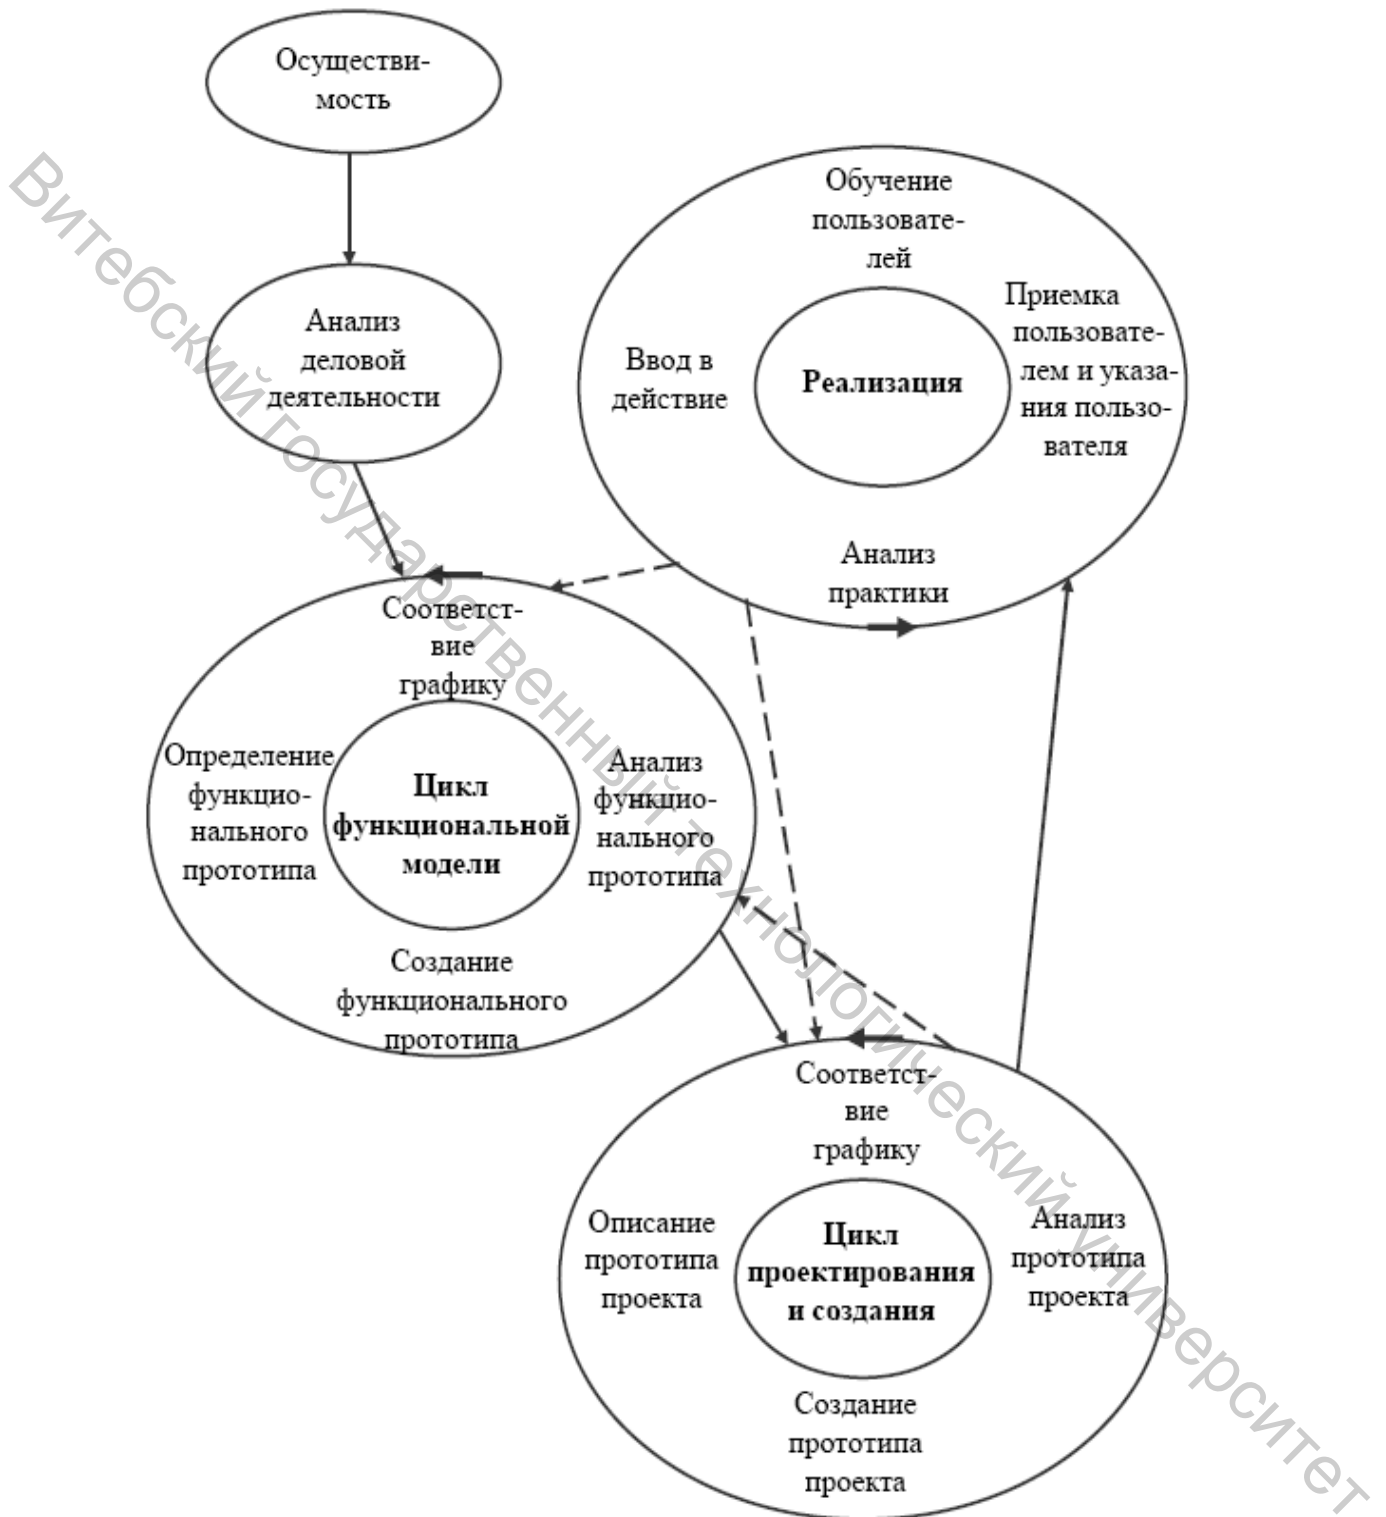 Осуществи-
мость
Анализ
деловой
деятельности
Обучение
пользовате-
лей
Приемка
пользовате-
лем и указа-
ния пользо-
вателя
Ввод в
действие
Реализация
Анализ
практики
Соответст-
вие
графику
Определение
функцио-
нального
прототипа
Цикл
функциональной
модели
Анализ
функцио-
нального
прототипа
Создание
функционального
прототипа
Соответст-
вие
графику
Описание
прототипа
проекта
Цикл
проектирования
и создания
Анализ
прототипа
проекта
Создание
прототипа
проекта
Витебский государственный технологический университет